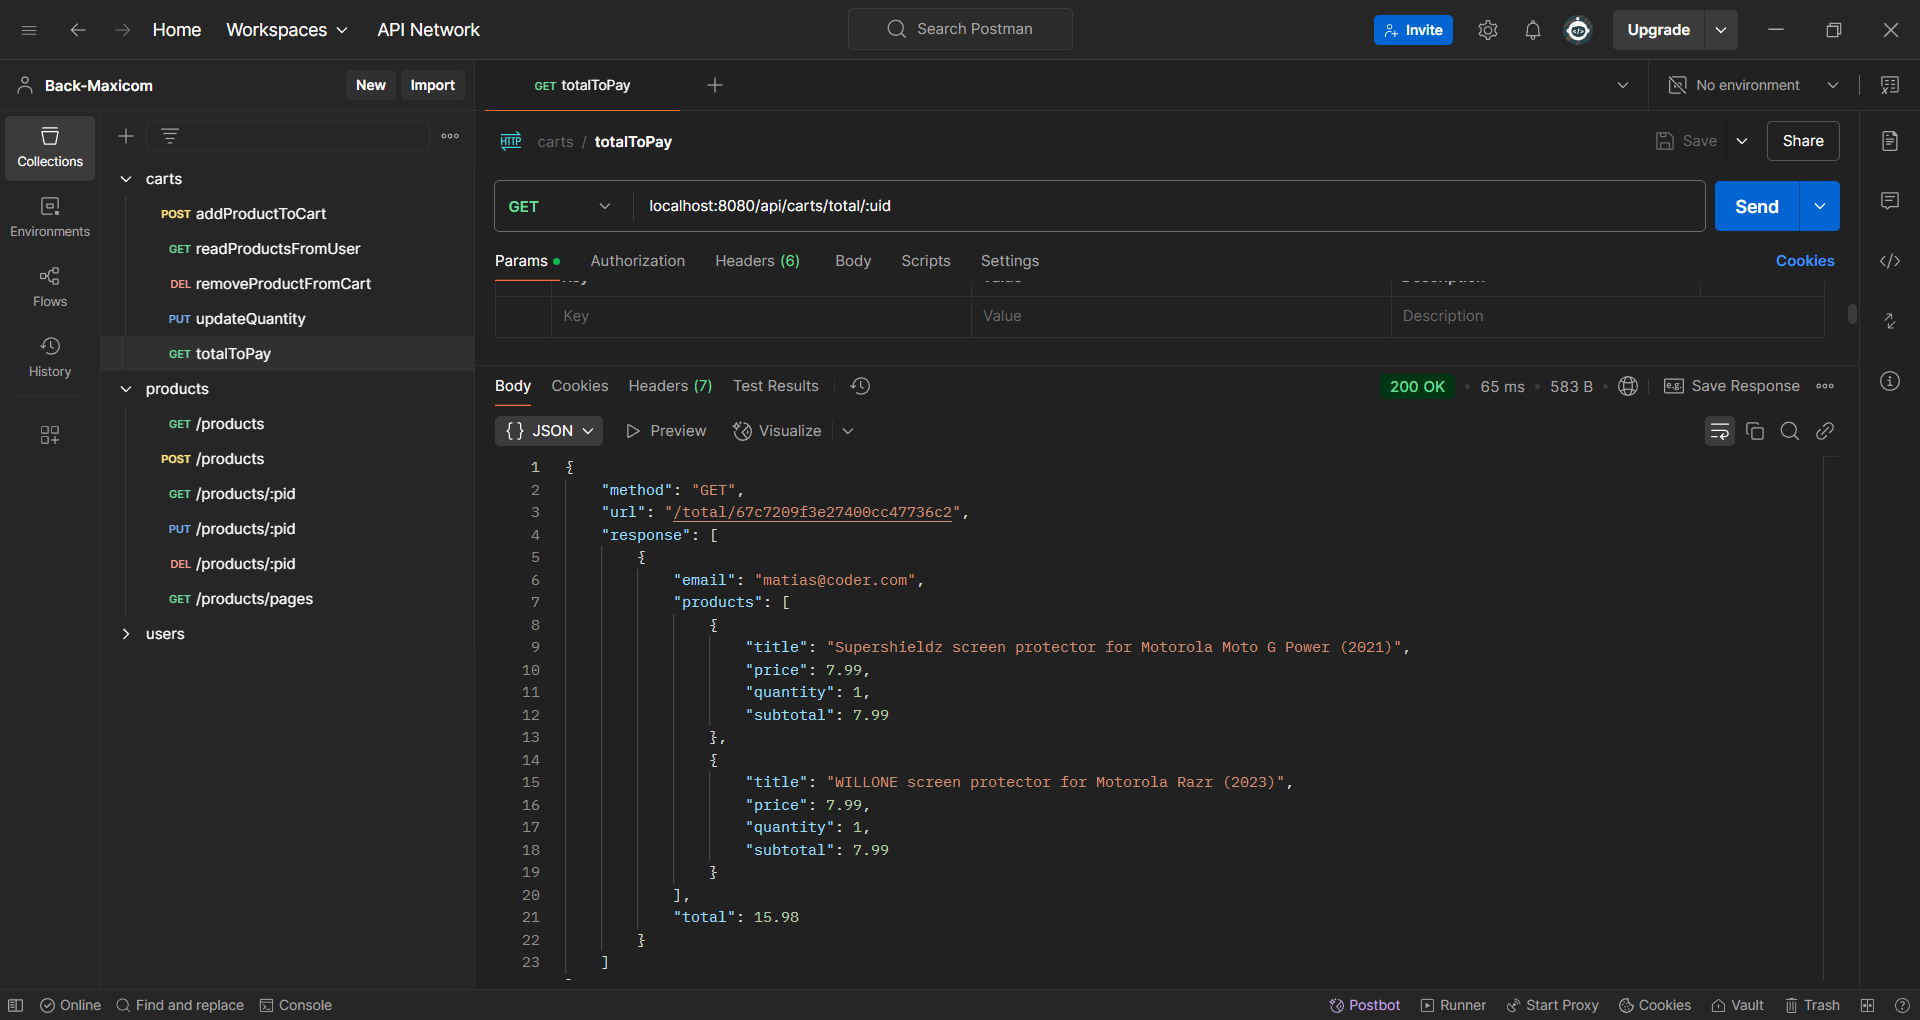 Home Workspaces API Network Search Postman Invite Upgrade
Back-Maxicom New Import GET totalToPay No environment
Collections
Environments
Flows
History
carts
POST addProductToCart
GET readProductsFromUser
DEL removeProductFromCart
PUT updateQuantity
GET totalToPay
products
GET /products
POST /products
GET /products/:pid
PUT /products/:pid
DEL /products/:pid
GET /products/pages
users
HTTP carts / totalToPay Save Share
GET localhost:8080/api/carts/total/:uid Send
Params Authorization Headers (6) Body Scripts Settings Cookies
Key Value Description
Body Cookies Headers (7) Test Results 200 OK 65 ms 583 B e.g. Save Response
{} JSON Preview Visualize
1 {
2 "method": "GET",
3 "url": "/total/67c7209f3e27400cc47736c2",
4 "response": [
5 {
6 "email": "matias@coder.com",
7 "products": [
8 {
9 "title": "Supershieldz screen protector for Motorola Moto G Power (2021)",
10 "price": 7.99,
11 "quantity": 1,
12 "subtotal": 7.99
13 },
14 {
15 "title": "WILLONE screen protector for Motorola Razr (2023)",
16 "price": 7.99,
17 "quantity": 1,
18 "subtotal": 7.99
19 }
20 ],
21 "total": 15.98
22 }
23 ]
Online Find and replace Console Postbot Runner Start Proxy Cookies Vault Trash